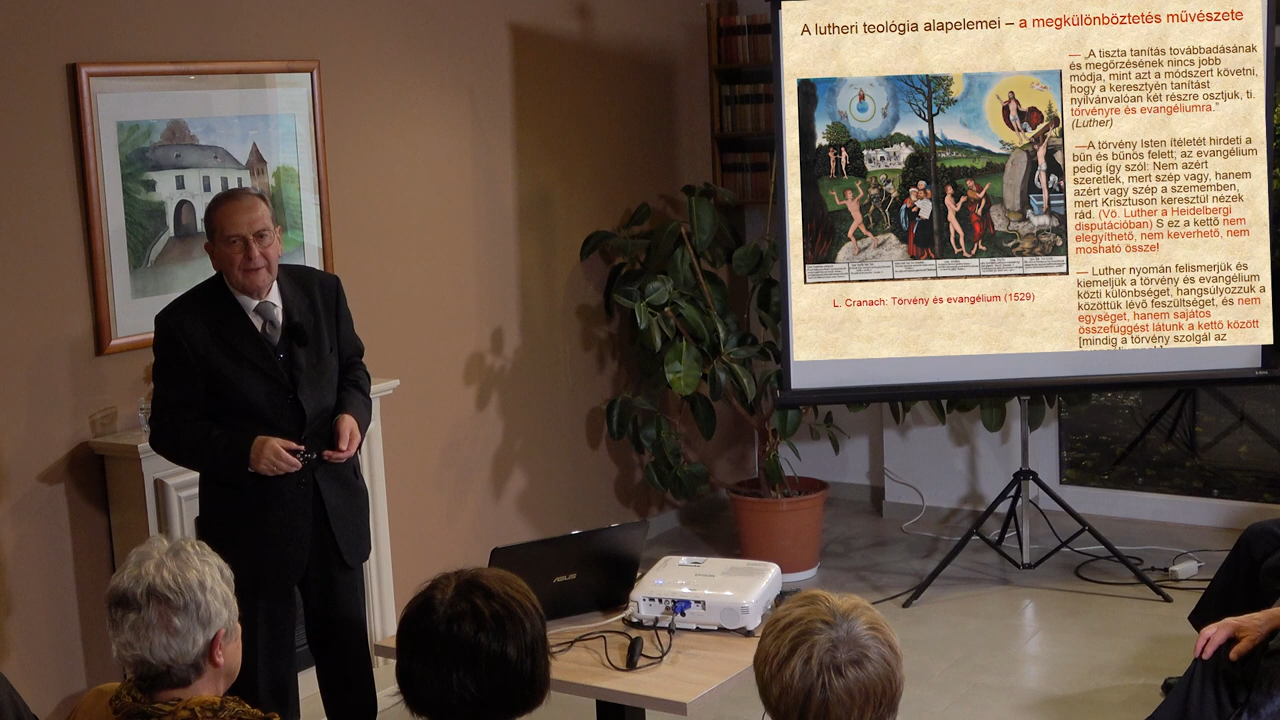 A lutheri teológia alapelemei – a megkülönböztetés művészete
— „A tiszta tanítás továbbadásának
és megőrzésének nincs jobb
módja, mint azt a módszert követni,
hogy a keresztyén tanítást
nyilvánvalóan két részre osztjuk, ti.
törvényre és evangéliumra.”
(Luther)
—A törvény Isten ítéletét hirdeti a
bűn és bűnös felett; az evangélium
pedig így szól: Nem azért
szeretlek, mert szép vagy, hanem
azért vagy szép a szememben,
mert Krisztuson keresztül nézek
rád. (Vö. Luther a Heidelbergi
disputációban) S ez a kettő nem
elegyíthető, nem keverhető, nem
mosható össze!
— Luther nyomán felismerjük és
kiemeljük a törvény és evangélium
közti különbséget, hangsúlyozzuk a
közöttük lévő feszültséget, és nem
egységet, hanem sajátos
összefüggést látunk a kettő között
[mindig a törvény szolgál az
L. Cranach: Törvény és evangélium (1529)
ASUS